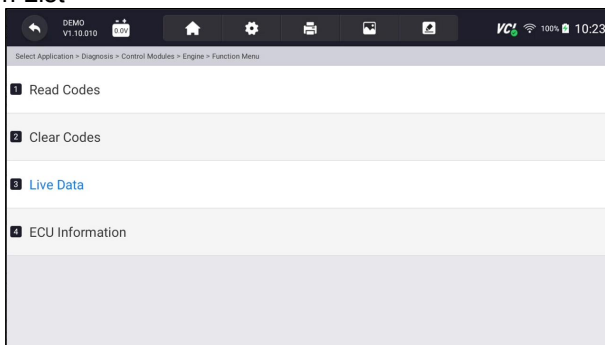 List
DEMO
V1.10.010
0.0V
VCI 100% 10:23
Select Application > Diagnosis > Control Modules > Engine > Function Menu
1 Read Codes
2 Clear Codes
3 Live Data
4 ECU Information